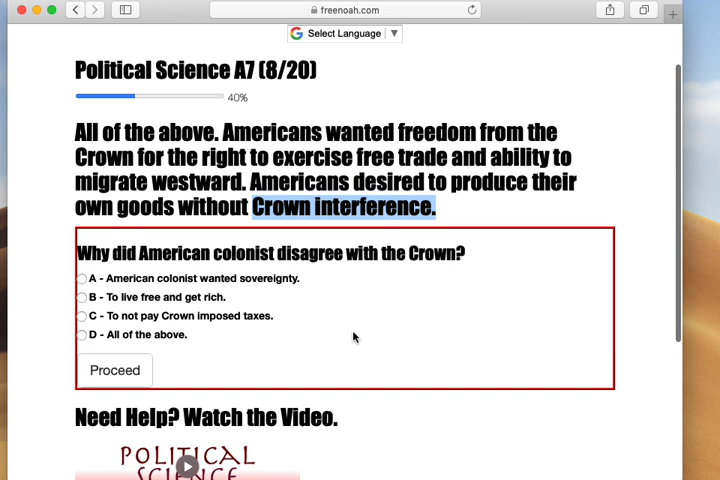 freenoah.com
Select Language ▼
Political Science A7 (8/20)
40%
All of the above. Americans wanted freedom from the
Crown for the right to exercise free trade and ability to
migrate westward. Americans desired to produce their
own goods without Crown interference.
Why did American colonist disagree with the Crown?
A - American colonist wanted sovereignty.
B - To live free and get rich.
C - To not pay Crown imposed taxes.
D - All of the above.
Proceed
Need Help? Watch the Video.
POLITICAL
SCIENCE